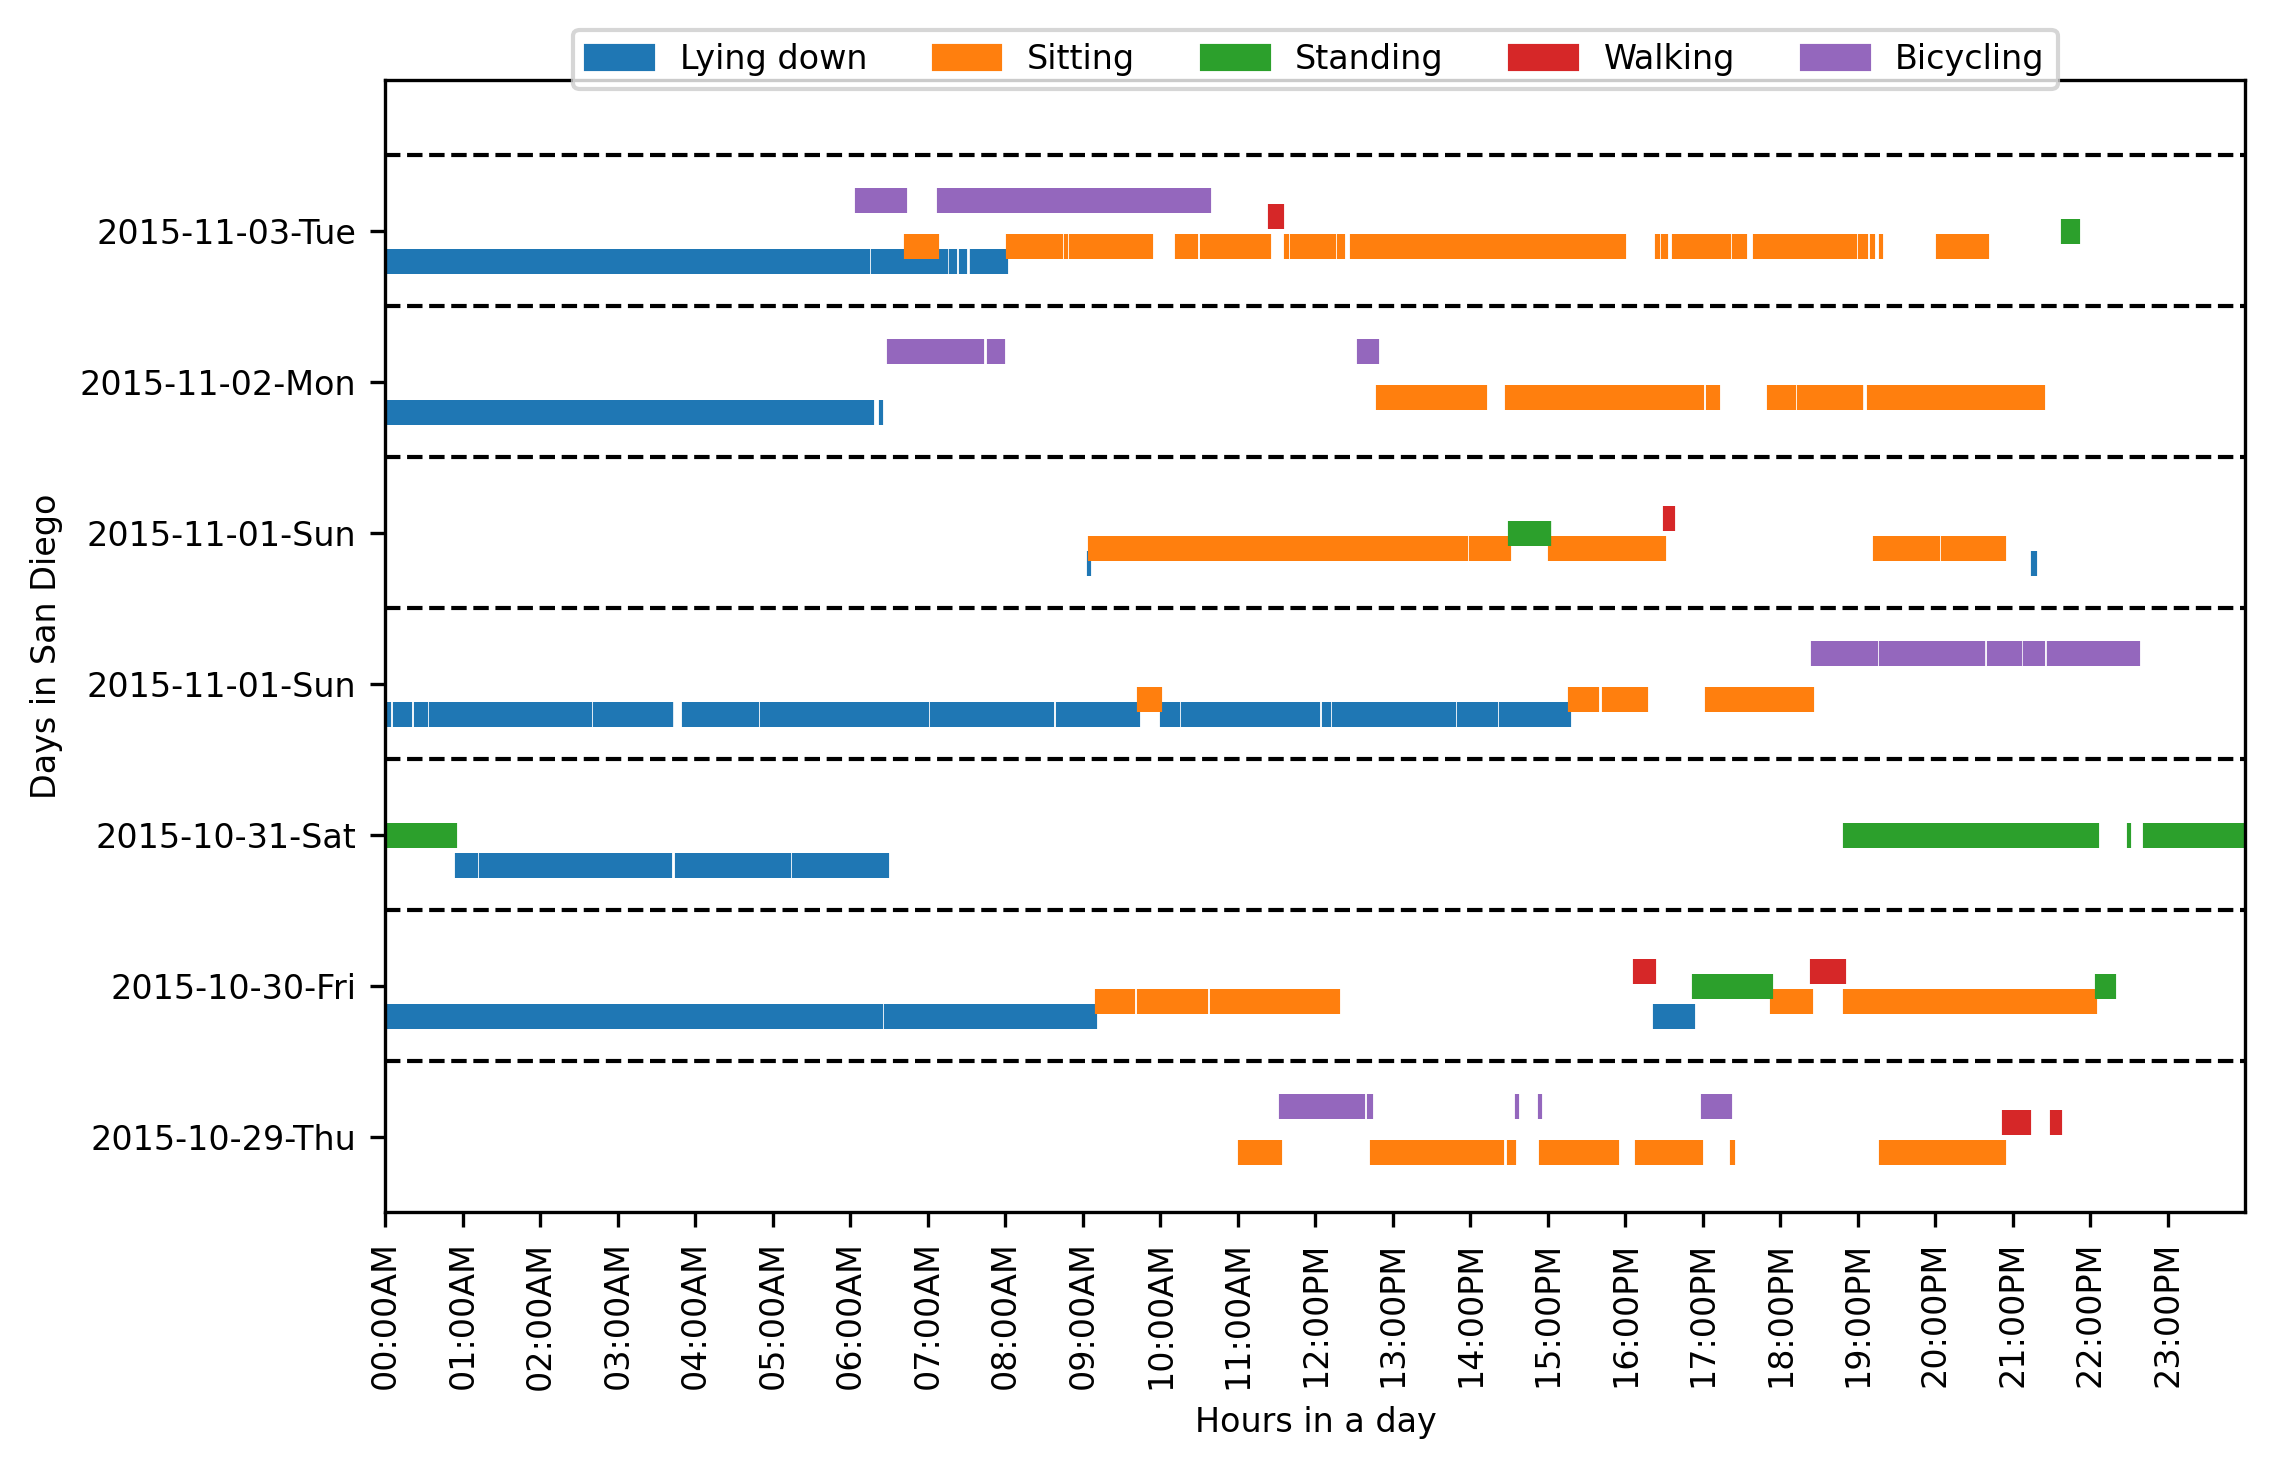 Lying down Sitting Standing Walking Bicycling
2015-11-03-Tue
2015-11-02-Mon
2015-11-01-Sun
2015-11-01-Sun
2015-10-31-Sat
2015-10-30-Fri
2015-10-29-Thu
Days in San Diego
00:00AM
01:00AM
02:00AM
03:00AM
04:00AM
05:00AM
06:00AM
07:00AM
08:00AM
09:00AM
10:00AM
11:00AM
12:00PM
13:00PM
14:00PM
15:00PM
16:00PM
17:00PM
18:00PM
19:00PM
20:00PM
21:00PM
22:00PM
23:00PM
Hours in a day